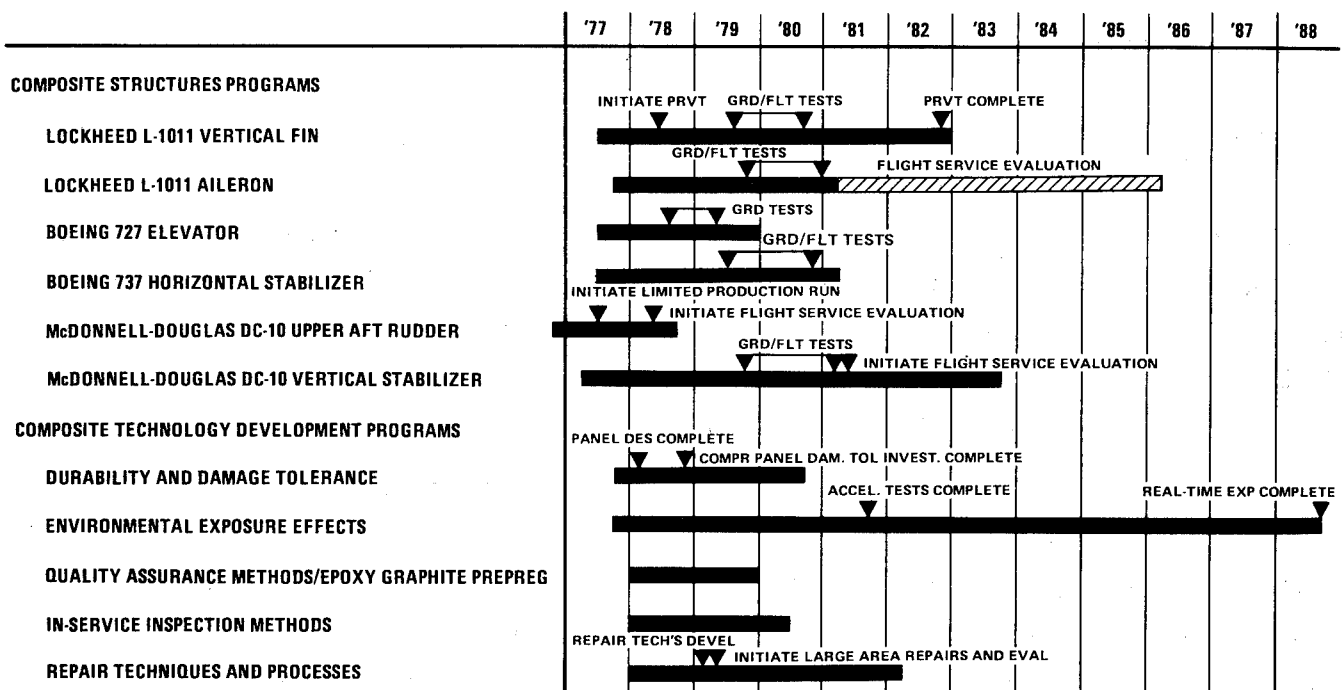 '77 '78 '79 '80 '81 '82 '83 '84 '85 '86 '87 '88
COMPOSITE STRUCTURES PROGRAMS
INITIATE PRVT GRD/FLT TESTS PRVT COMPLETE
LOCKHEED L-1011 VERTICAL FIN
GRD/FLT TESTS FLIGHT SERVICE EVALUATION
LOCKHEED L-1011 AILERON
GRD TESTS
BOEING 727 ELEVATOR
GRD/FLT TESTS
BOEING 737 HORIZONTAL STABILIZER
INITIATE LIMITED PRODUCTION RUN
INITIATE FLIGHT SERVICE EVALUATION
McDONNELL-DOUGLAS DC-10 UPPER AFT RUDDER
GRD/FLT TESTS
INITIATE FLIGHT SERVICE EVALUATION
McDONNELL-DOUGLAS DC-10 VERTICAL STABILIZER
COMPOSITE TECHNOLOGY DEVELOPMENT PROGRAMS
PANEL DES COMPLETE
COMPR PANEL DAM. TOL INVEST. COMPLETE
DURABILITY AND DAMAGE TOLERANCE
ACCEL. TESTS COMPLETE REAL-TIME EXP COMPLETE
ENVIRONMENTAL EXPOSURE EFFECTS
QUALITY ASSURANCE METHODS/EPOXY GRAPHITE PREPREG
IN-SERVICE INSPECTION METHODS
REPAIR TECH'S DEVEL
INITIATE LARGE AREA REPAIRS AND EVAL
REPAIR TECHNIQUES AND PROCESSES